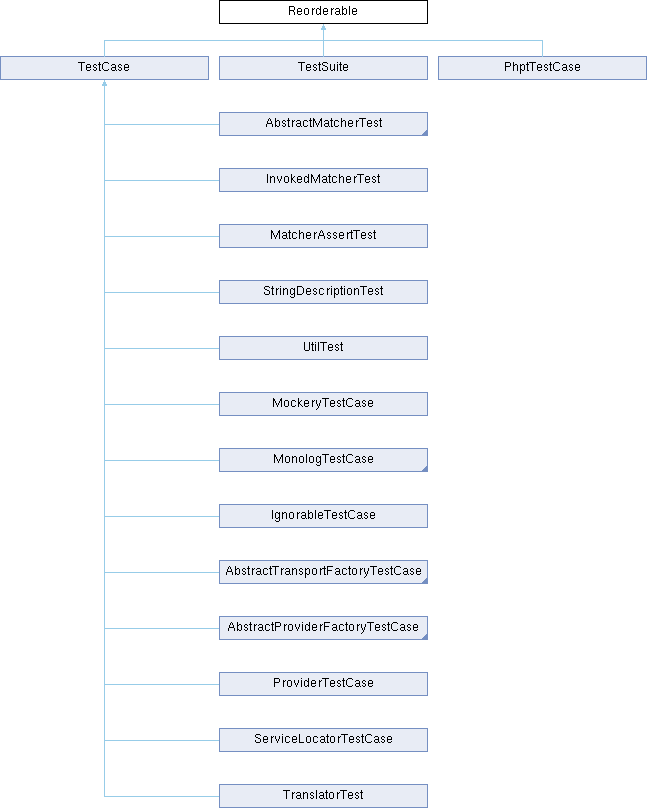 Reorderable
TestCase
TestSuite
PhptTestCase
AbstractMatcherTest
InvokedMatcherTest
MatcherAssertTest
StringDescriptionTest
UtilTest
MockeryTestCase
MonologTestCase
IgnorableTestCase
AbstractTransportFactoryTestCase
AbstractProviderFactoryTestCase
ProviderTestCase
ServiceLocatorTestCase
TranslatorTest